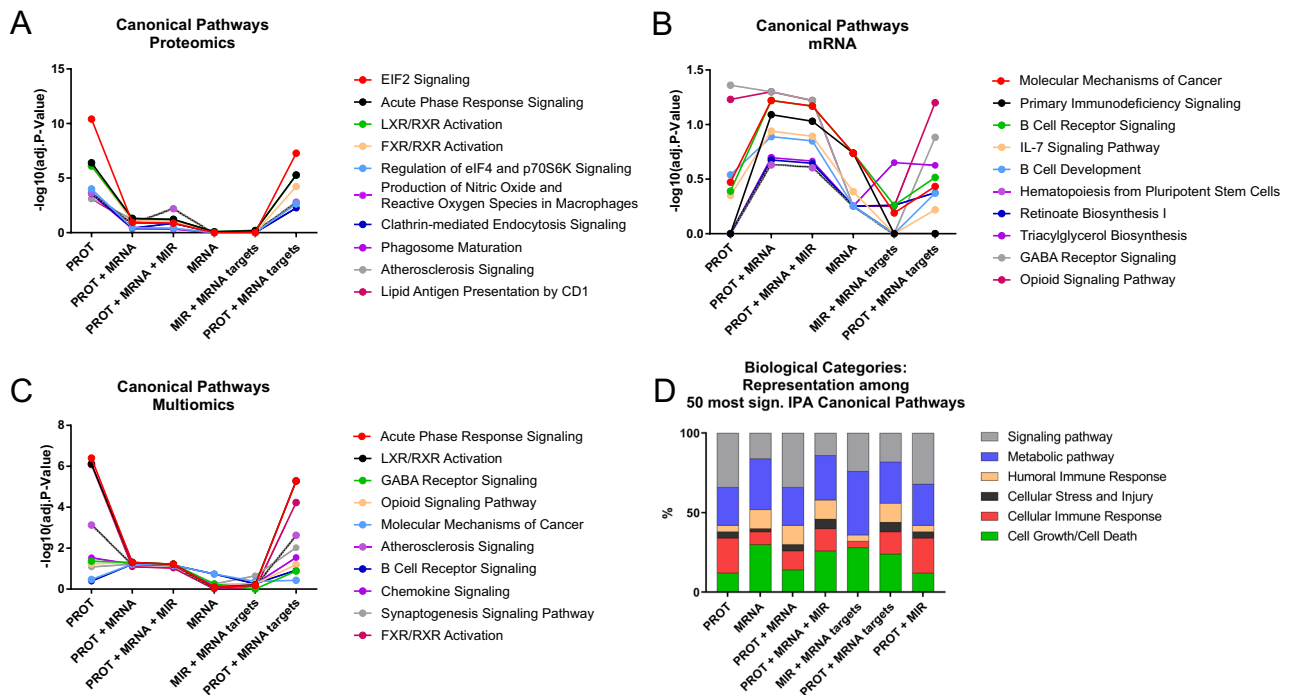 A
Canonical Pathways
Proteomics
-log10(adj.P-Value)
15
10
5
0
PROT
PROT + MRNA
PROT + MRNA + MIR
MRNA
MIR + MRNA targets
PROT + MRNA targets
EIF2 Signaling
Acute Phase Response Signaling
LXR/RXR Activation
FXR/RXR Activation
Regulation of eIF4 and p70S6K Signaling
Production of Nitric Oxide and
Reactive Oxygen Species in Macrophages
Clathrin-mediated Endocytosis Signaling
Phagosome Maturation
Atherosclerosis Signaling
Lipid Antigen Presentation by CD1
B
Canonical Pathways
mRNA
-log10(adj.P-Value)
1.5
1.0
0.5
0.0
PROT
PROT + MRNA
PROT + MRNA + MIR
MRNA
MIR + MRNA targets
PROT + MRNA targets
Molecular Mechanisms of Cancer
Primary Immunodeficiency Signaling
B Cell Receptor Signaling
IL-7 Signaling Pathway
B Cell Development
Hematopoiesis from Pluripotent Stem Cells
Retinoate Biosynthesis I
Triacylglycerol Biosynthesis
GABA Receptor Signaling
Opioid Signaling Pathway
C
Canonical Pathways
Multiomics
-log10(adj.P-Value)
8
6
4
2
0
PROT
PROT + MRNA
PROT + MRNA + MIR
MRNA
MIR + MRNA targets
PROT + MRNA targets
Acute Phase Response Signaling
LXR/RXR Activation
GABA Receptor Signaling
Opioid Signaling Pathway
Molecular Mechanisms of Cancer
Atherosclerosis Signaling
B Cell Receptor Signaling
Chemokine Signaling
Synaptogenesis Signaling Pathway
FXR/RXR Activation
D
Biological Categories:
Representation among
50 most sign. IPA Canonical Pathways
%
100
50
0
PROT
MRNA
PROT + MRNA
PROT + MRNA + MIR
MIR + MRNA targets
PROT + MRNA targets
PROT + MIR
Signaling pathway
Metabolic pathway
Humoral Immune Response
Cellular Stress and Injury
Cellular Immune Response
Cell Growth/Cell Death